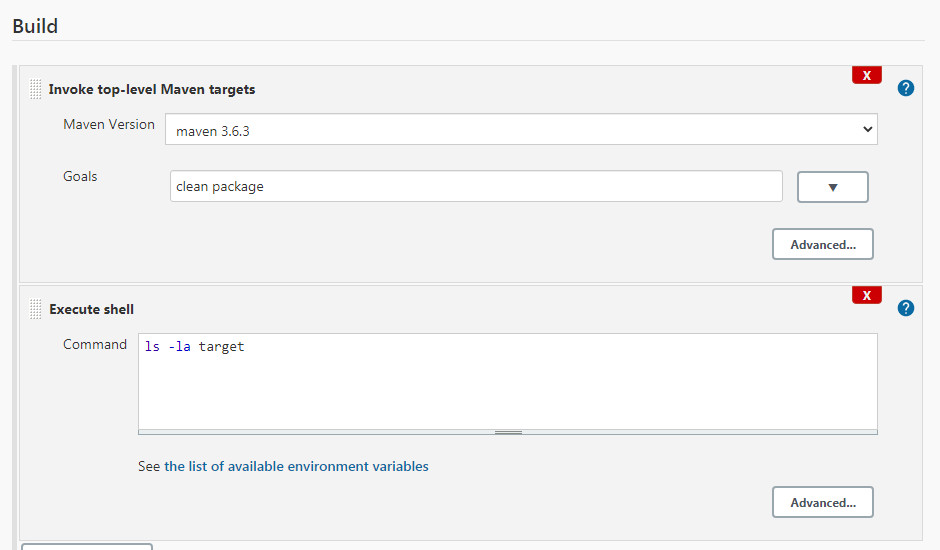 Build
X
Invoke top-level Maven targets
?
Maven Version
maven 3.6.3
Goals
clean package
Advanced...
X
Execute shell
?
Command
ls -la target
See the list of available environment variables
Advanced...